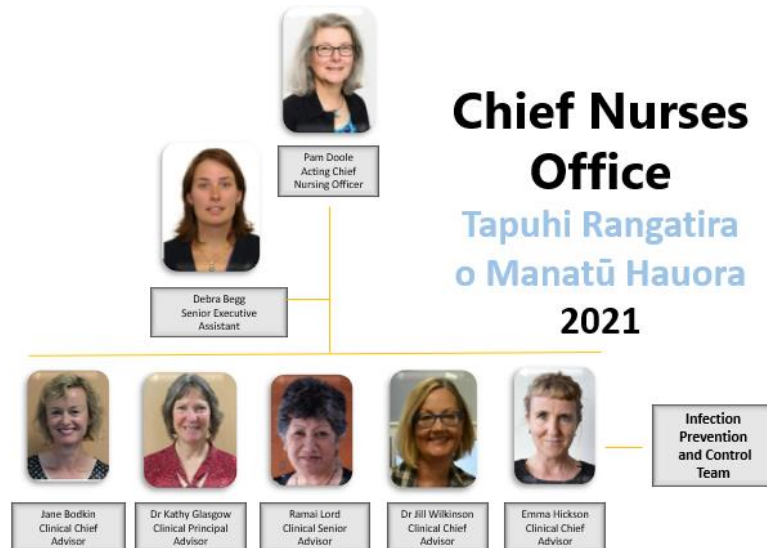 Chief Nurses
Office
Tapuhi Rangatira
o Manatū Hauora
2021
Pam Doole
Acting Chief
Nursing Officer
Debra Begg
Senior Executive
Assistant
Infection
Prevention
and Control
Team
Jane Bodkin
Clinical Chief
Advisor
Dr Kathy Glasgow
Clinical Principal
Advisor
Ramai Lord
Clinical Senior
Advisor
Dr Jill Wilkinson
Clinical Chief
Advisor
Emma Hickson
Clinical Chief
Advisor